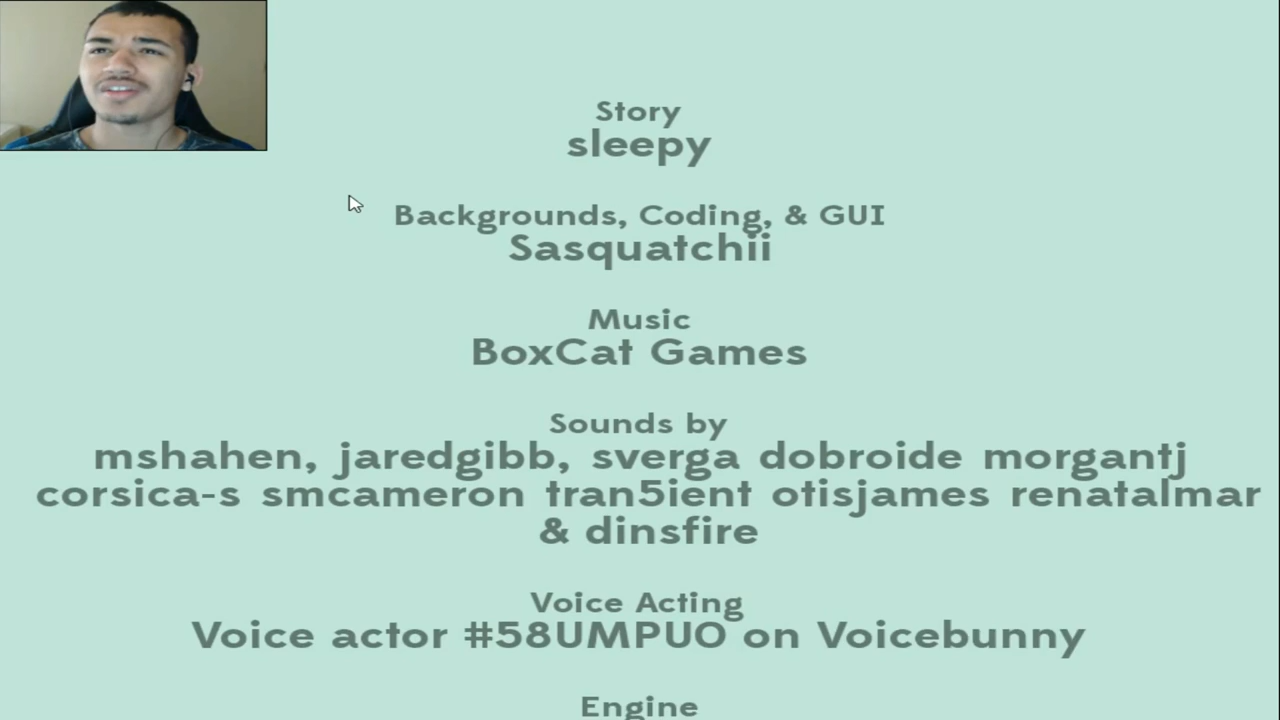 Story
sleepy
Backgrounds, Coding, & GUI
Sasquatchii
Music
BoxCat Games
Sounds by
mshahen, jaredgibb, sverga dobroide morgantj
corsica-s smcameron tran5ient otisjames renatalmar
& dinsfire
Voice Acting
Voice actor #58UMPUO on Voicebunny
Engine